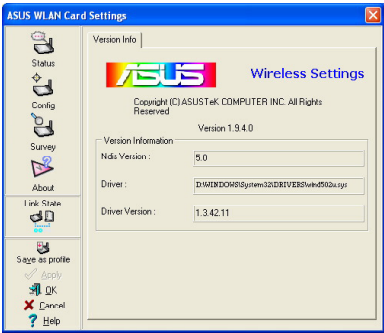 ASUS WLAN Card Settings
Status
Config
Survey
About
Link State
Save as profile
Apply
OK
Cancel
Help
Version Info
ASUS
Wireless Settings
Copyright (C) ASUSTeK COMPUTER INC. All Rights
Reserved
Version 1.9.4.0
Version Information
Ndis Version :
5.0
Driver :
D:\WINDOWS\System32\DRIVERS\wlnd502u.sys
Driver Version :
1.3.42.11